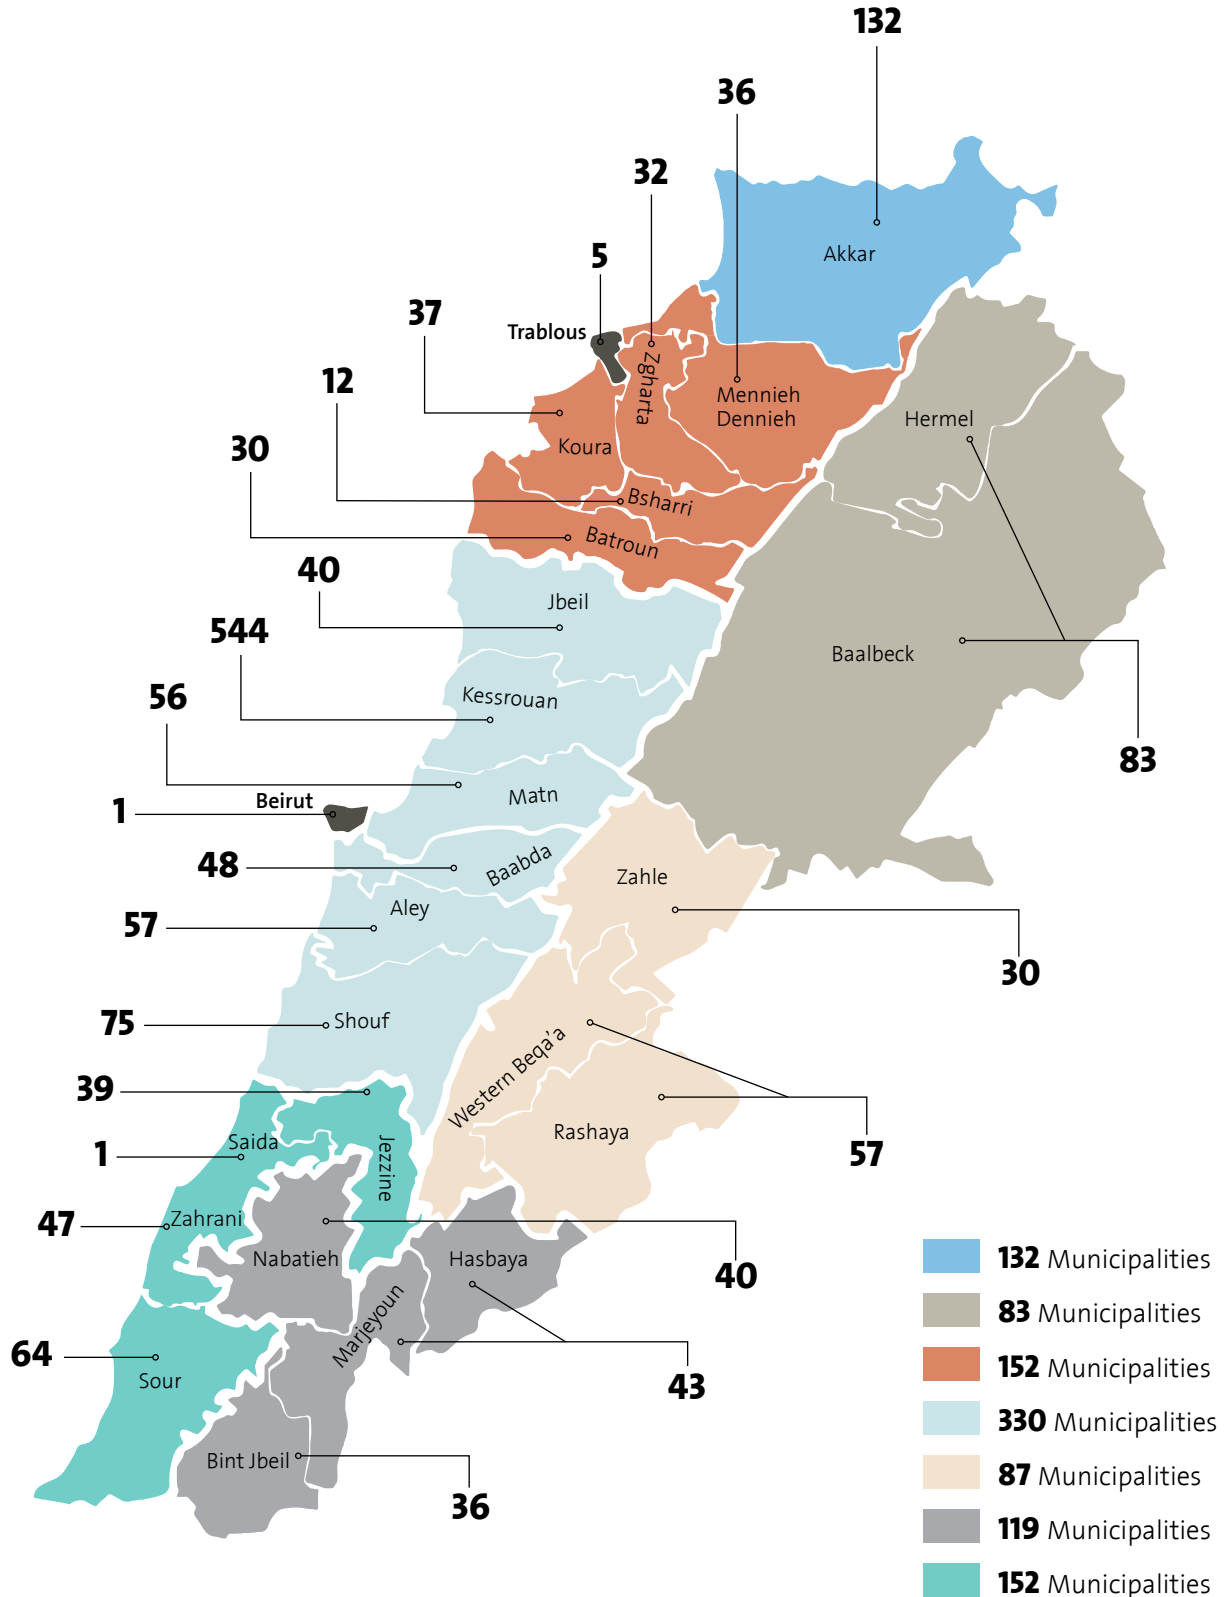 132
36
32
5
37
Trablous
12
30
Akkar
Zgharta
Mennieh
Dennieh
Koura
Hermel
Bsharri
Batroun
40
544
56
1
Jbeil
Kessrouan
Baalbeck
83
Beirut
Matn
48
Baabda
Zahle
57
Aley
30
75
Shouf
Western Beqa'a
Rashaya
57
39
Saida
Jezzine
1
47
Zahrani
Nabatieh
Hasbaya
40
Marjeyoun
43
64
Sour
Bint Jbeil
36
132 Municipalities
83 Municipalities
152 Municipalities
330 Municipalities
87 Municipalities
119 Municipalities
152 Municipalities